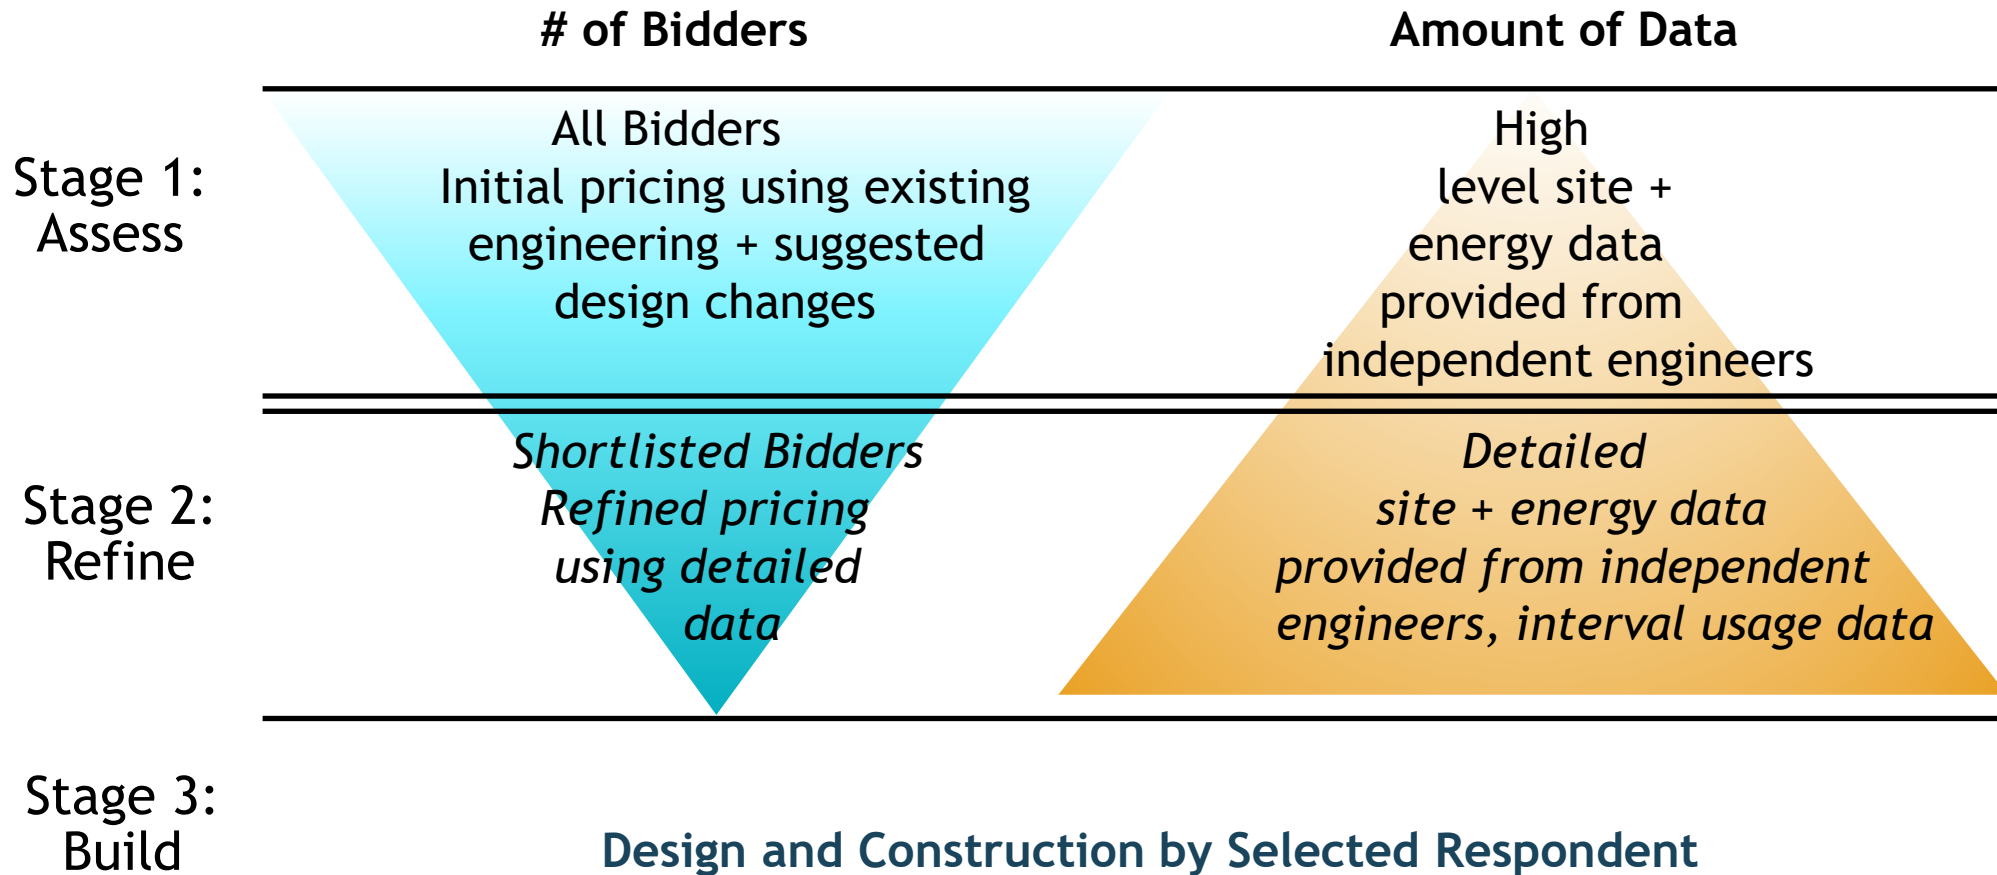 # of Bidders
Amount of Data
Stage 1:
Assess
All Bidders
Initial pricing using existing
engineering + suggested
design changes
High
level site +
energy data
provided from
independent engineers
Stage 2:
Refine
Shortlisted Bidders
Refined pricing
using detailed
data
Detailed
site + energy data
provided from independent
engineers, interval usage data
Stage 3:
Build
Design and Construction by Selected Respondent